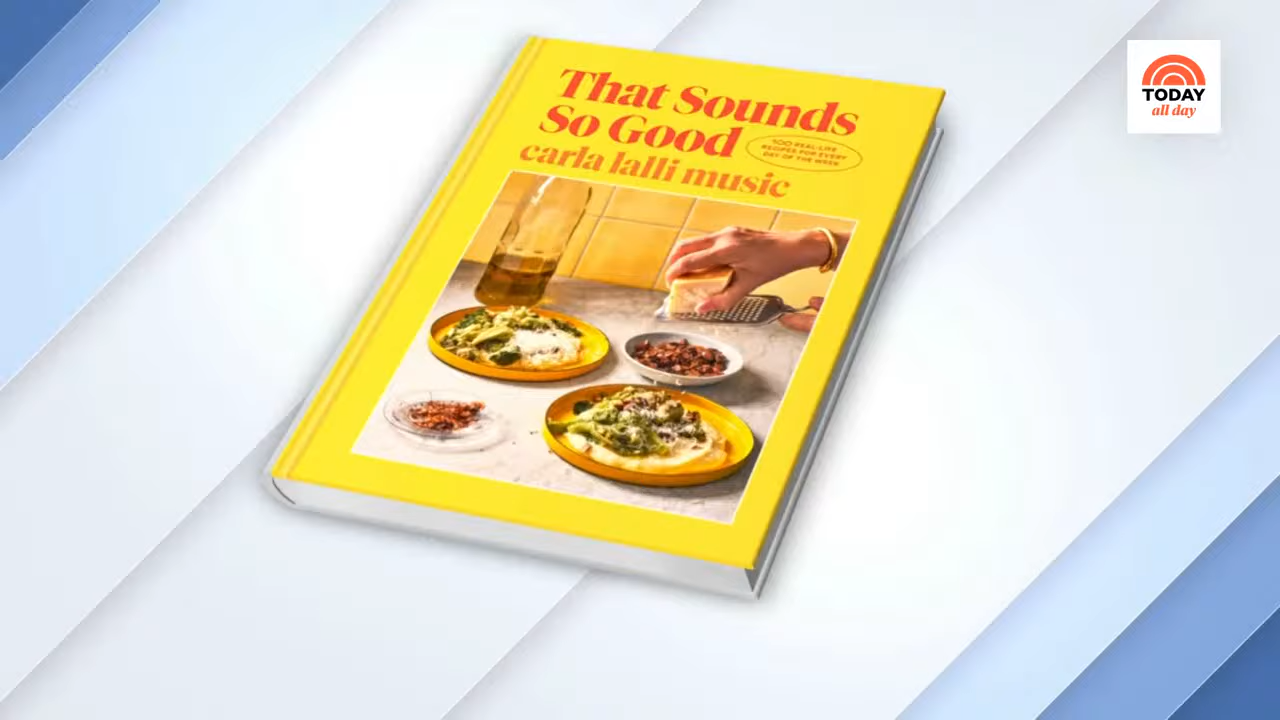 That Sounds
So Good
100 REAL-LIFE
RECIPES FOR EVERY
DAY OF THE WEEK
carla lalli music
TODAY
all day